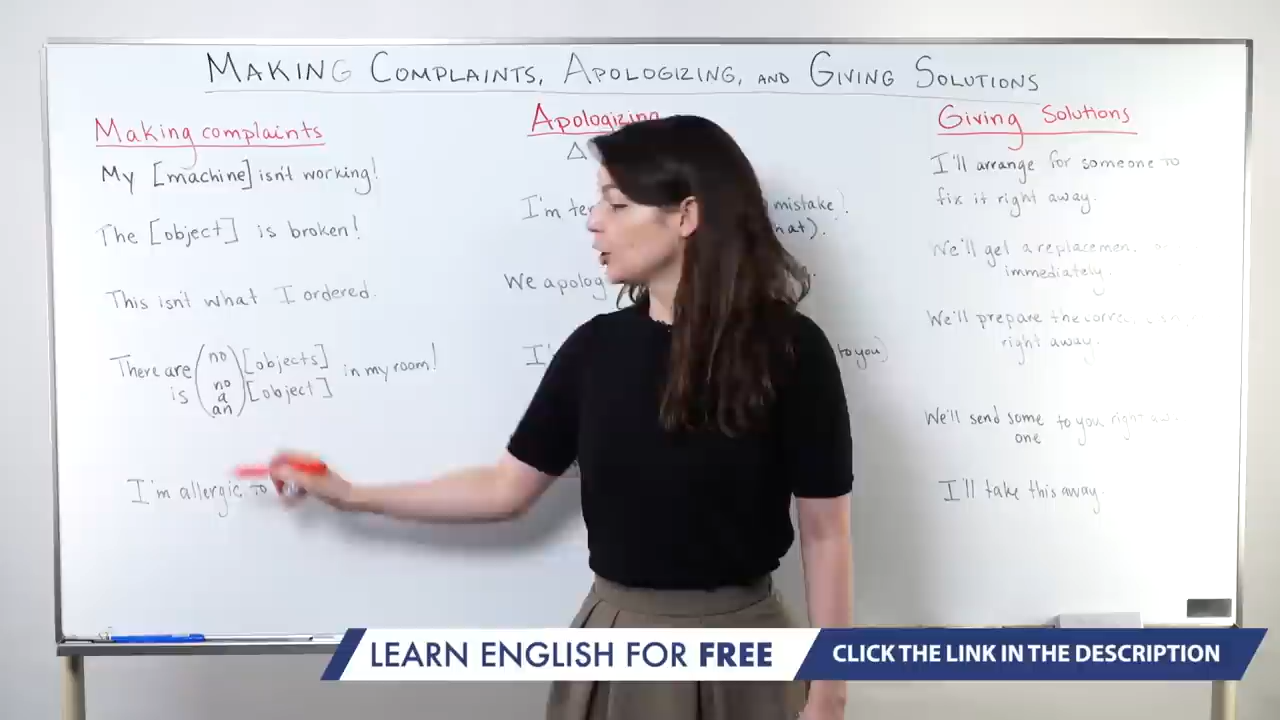 MAKING COMPLAINTS, APOLOGIZING, AND GIVING SOLUTIONS
Making complaints
My [machine] isn't working!
The [object] is broken!
This isn't what I ordered.
There are (no) [objects] in my room!
is no [object]
a
an
I'm allergic to
Apologizing
I'm
mistake!
We
I'
to you)
Giving Solutions
I'll arrange for someone to
fix it right away.
We'll get a
immediately.
We'll prepare the
right away.
We'll send some to you right
one
I'll take this away.
LEARN ENGLISH FOR FREE
CLICK THE LINK IN THE DESCRIPTION